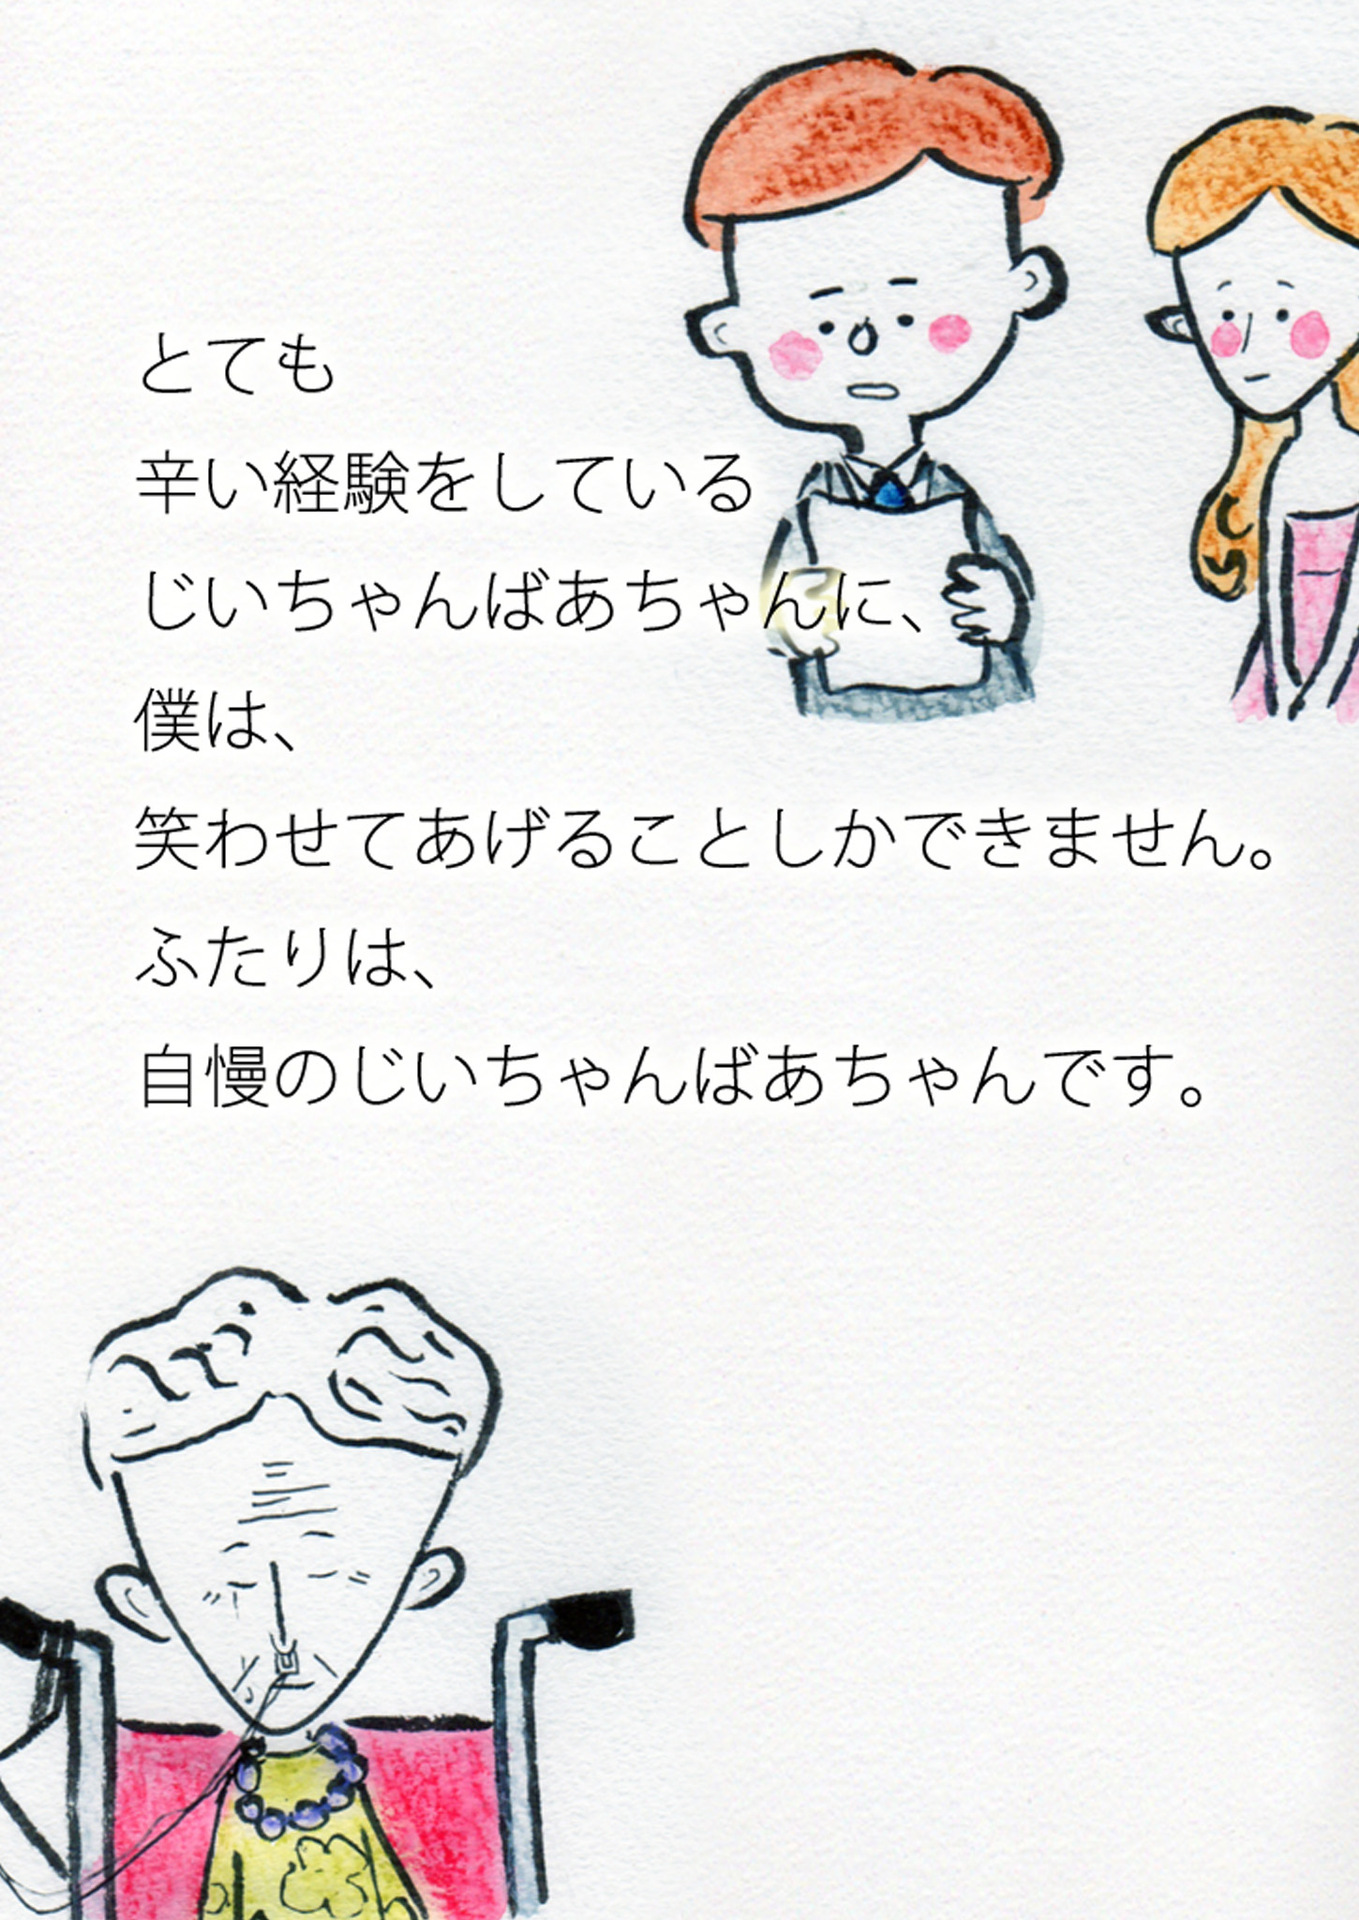 とても
辛い経験をしている
じいちゃんばあちゃんに、
僕は、
笑わせてあげることしかできません。
ふたりは、
自慢のじいちゃんばあちゃんです。